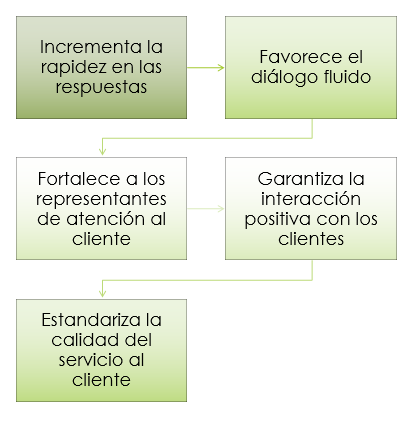 Incrementa la
rapidez en las
respuestas
Favorece el
diálogo fluido
Fortalece a los
representantes
de atención al
cliente
Garantiza la
interacción
positiva con los
clientes
Estandariza la
calidad del
servicio al
cliente